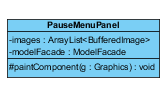 PauseMenuPanel
-images : ArrayList<BufferedImage>
-modelFacade : ModelFacade
#paintComponent(g : Graphics) : void